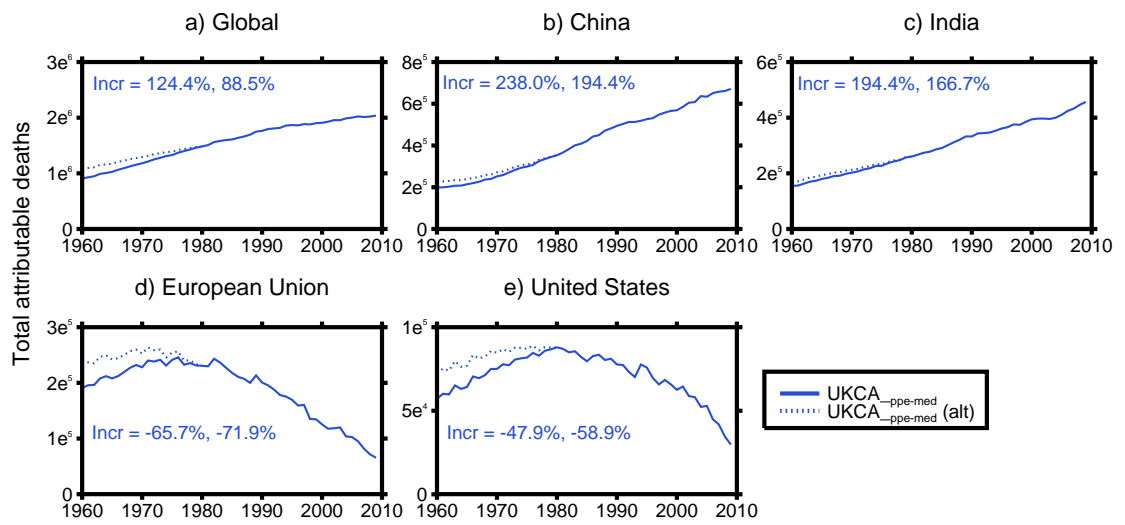 a) Global
b) China
c) India
Total attributable deaths
3e⁶
2e⁶
1e⁶
0
Incr = 124.4%, 88.5%
1960 1970 1980 1990 2000 2010
8e⁵
6e⁵
4e⁵
2e⁵
0
Incr = 238.0%, 194.4%
1960 1970 1980 1990 2000 2010
6e⁵
4e⁵
2e⁵
0
Incr = 194.4%, 166.7%
1960 1970 1980 1990 2000 2010
d) European Union
e) United States
3e⁵
2e⁵
1e⁵
0
Incr = -65.7%, -71.9%
1960 1970 1980 1990 2000 2010
1e⁵
5e⁴
0
Incr = -47.9%, -58.9%
1960 1970 1980 1990 2000 2010
UKCA_ppe-med
UKCA_ppe-med (alt)